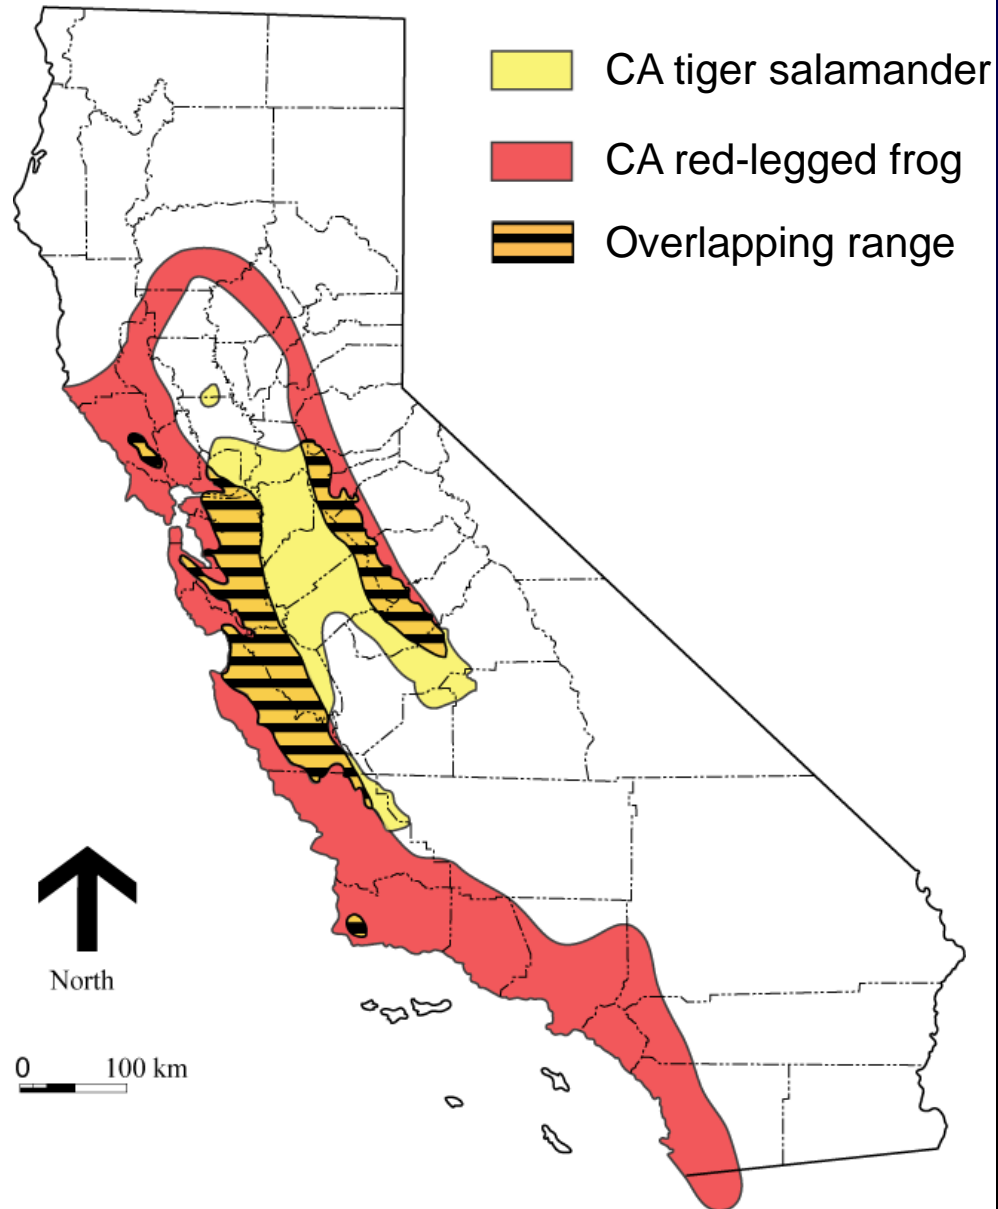 CA tiger salamander
CA red-legged frog
Overlapping range
North
0 100 km